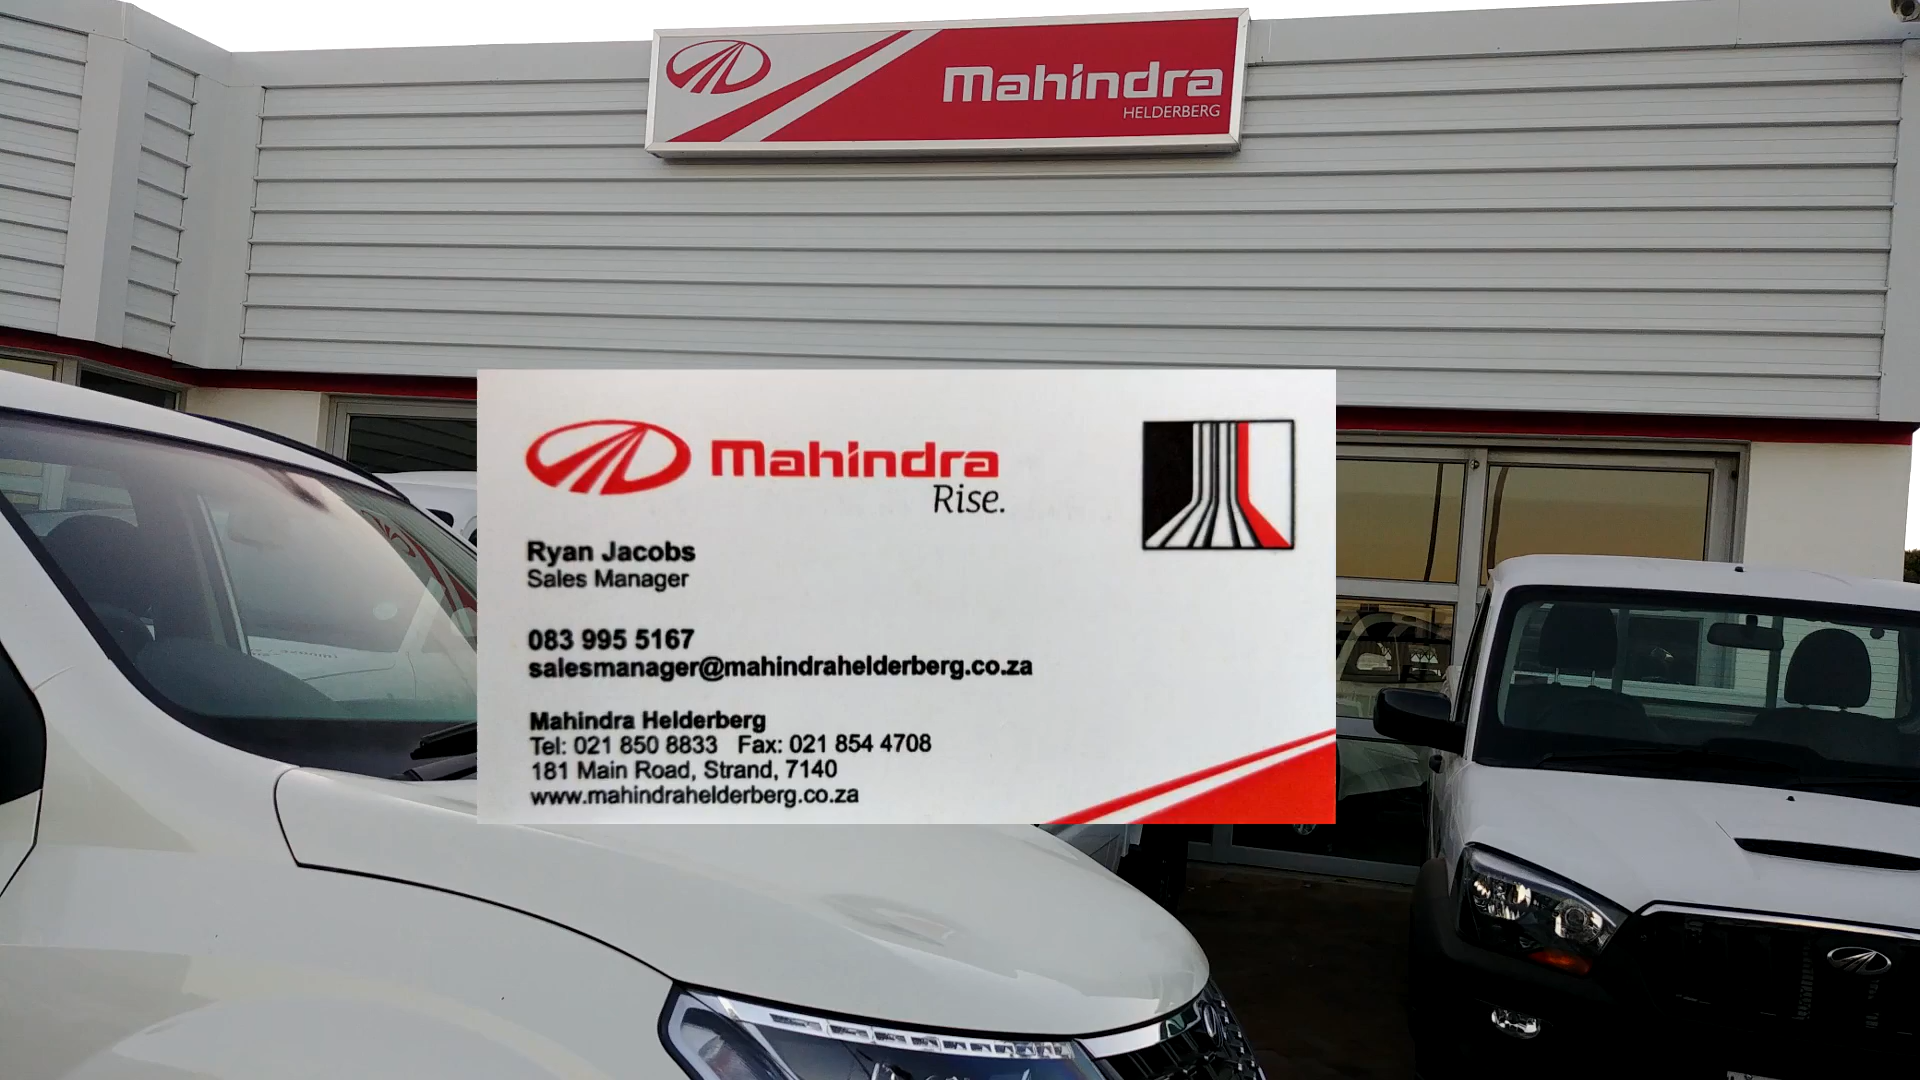 Mahindra
HELDERBERG
Mahindra
Rise.
Ryan Jacobs
Sales Manager
083 995 5167
salesmanager@mahindrahelderberg.co.za
Mahindra Helderberg
Tel: 021 850 8833 Fax: 021 854 4708
181 Main Road, Strand, 7140
www.mahindrahelderberg.co.za